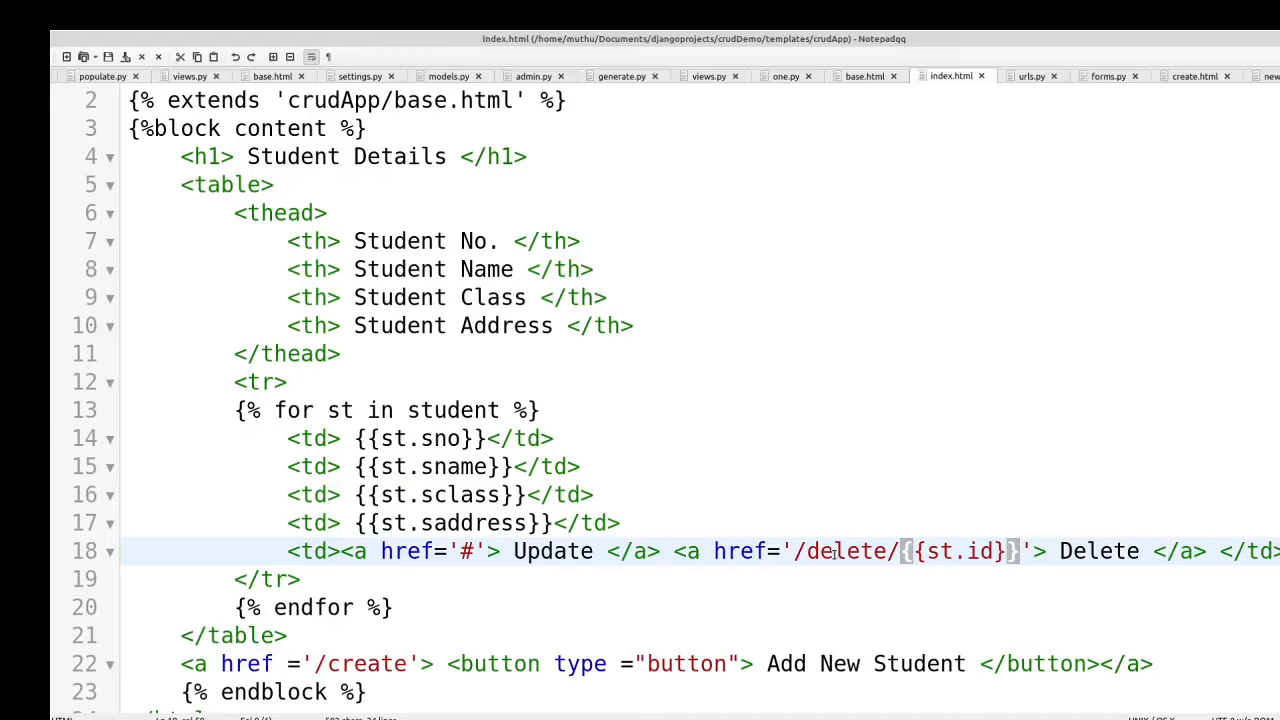 index.html (/home/muthu/Documents/djangoprojects/crudDemo/templates/crudApp) - Notepadqq
populate.py views.py base.html settings.py models.py admin.py generate.py views.py one.py base.html index.html urls.py forms.py create.html new
2 {% extends 'crudApp/base.html' %}
3 {%block content %}
4 <h1> Student Details </h1>
5 <table>
6 <thead>
7 <th> Student No. </th>
8 <th> Student Name </th>
9 <th> Student Class </th>
10 <th> Student Address </th>
11 </thead>
12 <tr>
13 {% for st in student %}
14 <td> {{st.sno}}</td>
15 <td> {{st.sname}}</td>
16 <td> {{st.sclass}}</td>
17 <td> {{st.saddress}}</td>
18 <td><a href='#'> Update </a> <a href='/delete/{{st.id}}'> Delete </a> </td>
19 </tr>
20 {% endfor %}
21 </table>
22 <a href ='/create'> <button type ="button"> Add New Student </button></a>
23 {% endblock %}